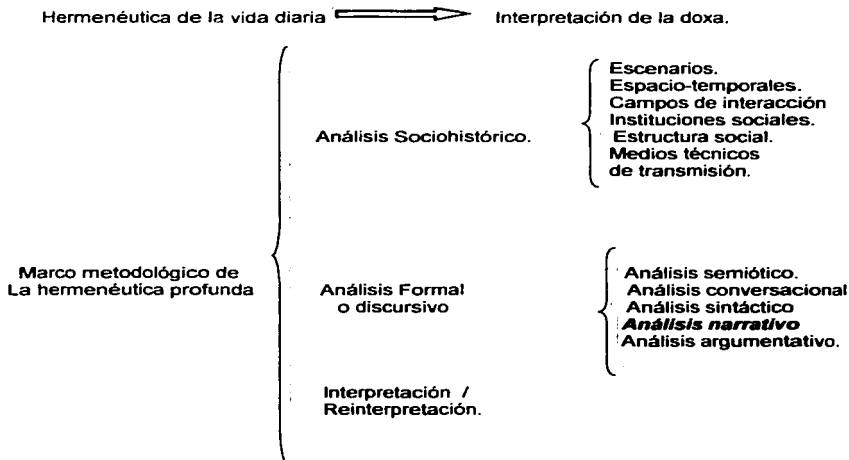 Hermenéutica de la vida diaria Interpretación de la doxa.
Análisis Sociohistórico.
Escenarios.
Espacio-temporales.
Campos de interacción
Instituciones sociales.
Estructura social.
Medios técnicos
de transmisión.
Marco metodológico de
La hermenéutica profunda
Análisis Formal
o discursivo
Análisis semiótico.
Análisis conversacional
Análisis sintáctico
Análisis narrativo
Análisis argumentativo.
Interpretación /
Reinterpretación.